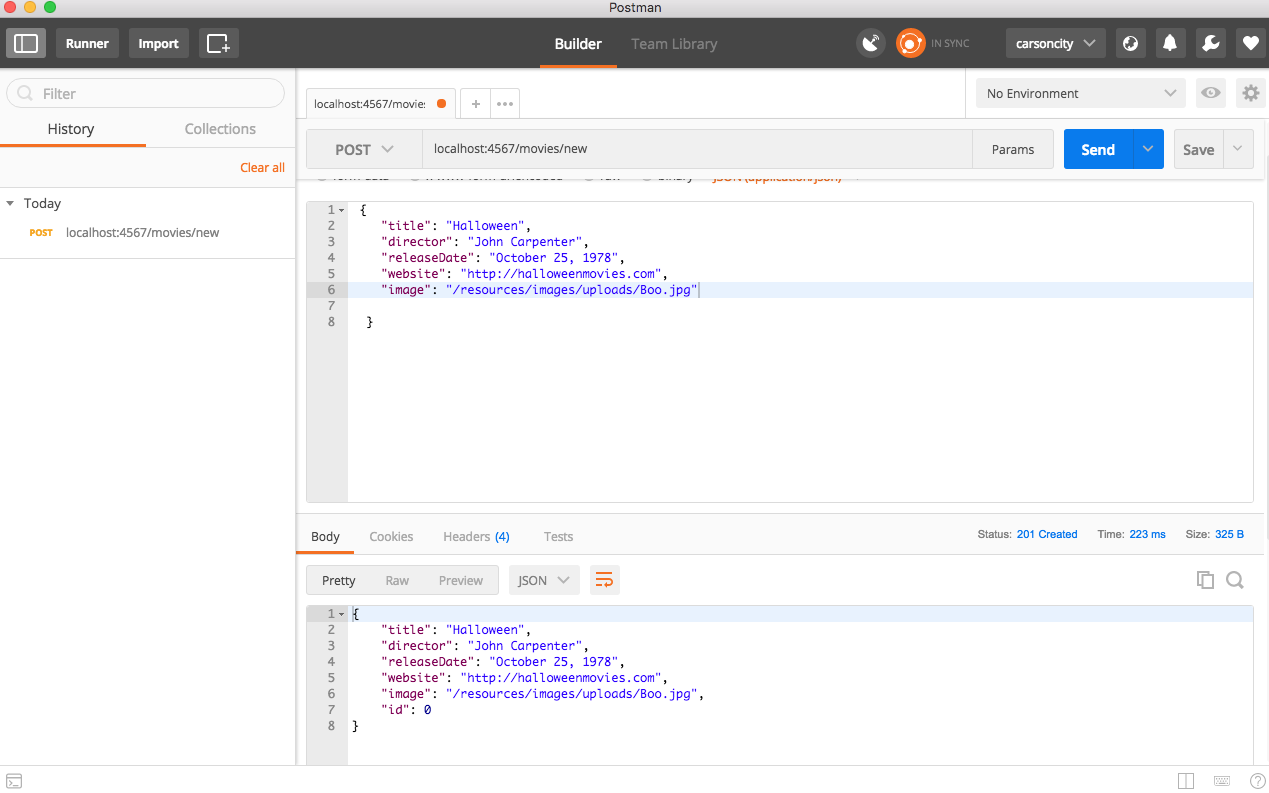 Postman
Runner Import Builder Team Library IN SYNC carsoncity
Filter
History Collections
Clear all
Today
POST localhost:4567/movies/new
localhost:4567/movies + ••• No Environment
POST localhost:4567/movies/new Params Send Save
binary JSON (application/json)
1 {
2 "title": "Halloween",
3 "director": "John Carpenter",
4 "releaseDate": "October 25, 1978",
5 "website": "http://halloweenmovies.com",
6 "image": "/resources/images/uploads/Boo.jpg"
7
8 }
Body Cookies Headers (4) Tests Status: 201 Created Time: 223 ms Size: 325 B
Pretty Raw Preview JSON
1 {
2 "title": "Halloween",
3 "director": "John Carpenter",
4 "releaseDate": "October 25, 1978",
5 "website": "http://halloweenmovies.com",
6 "image": "/resources/images/uploads/Boo.jpg",
7 "id": 0
8 }